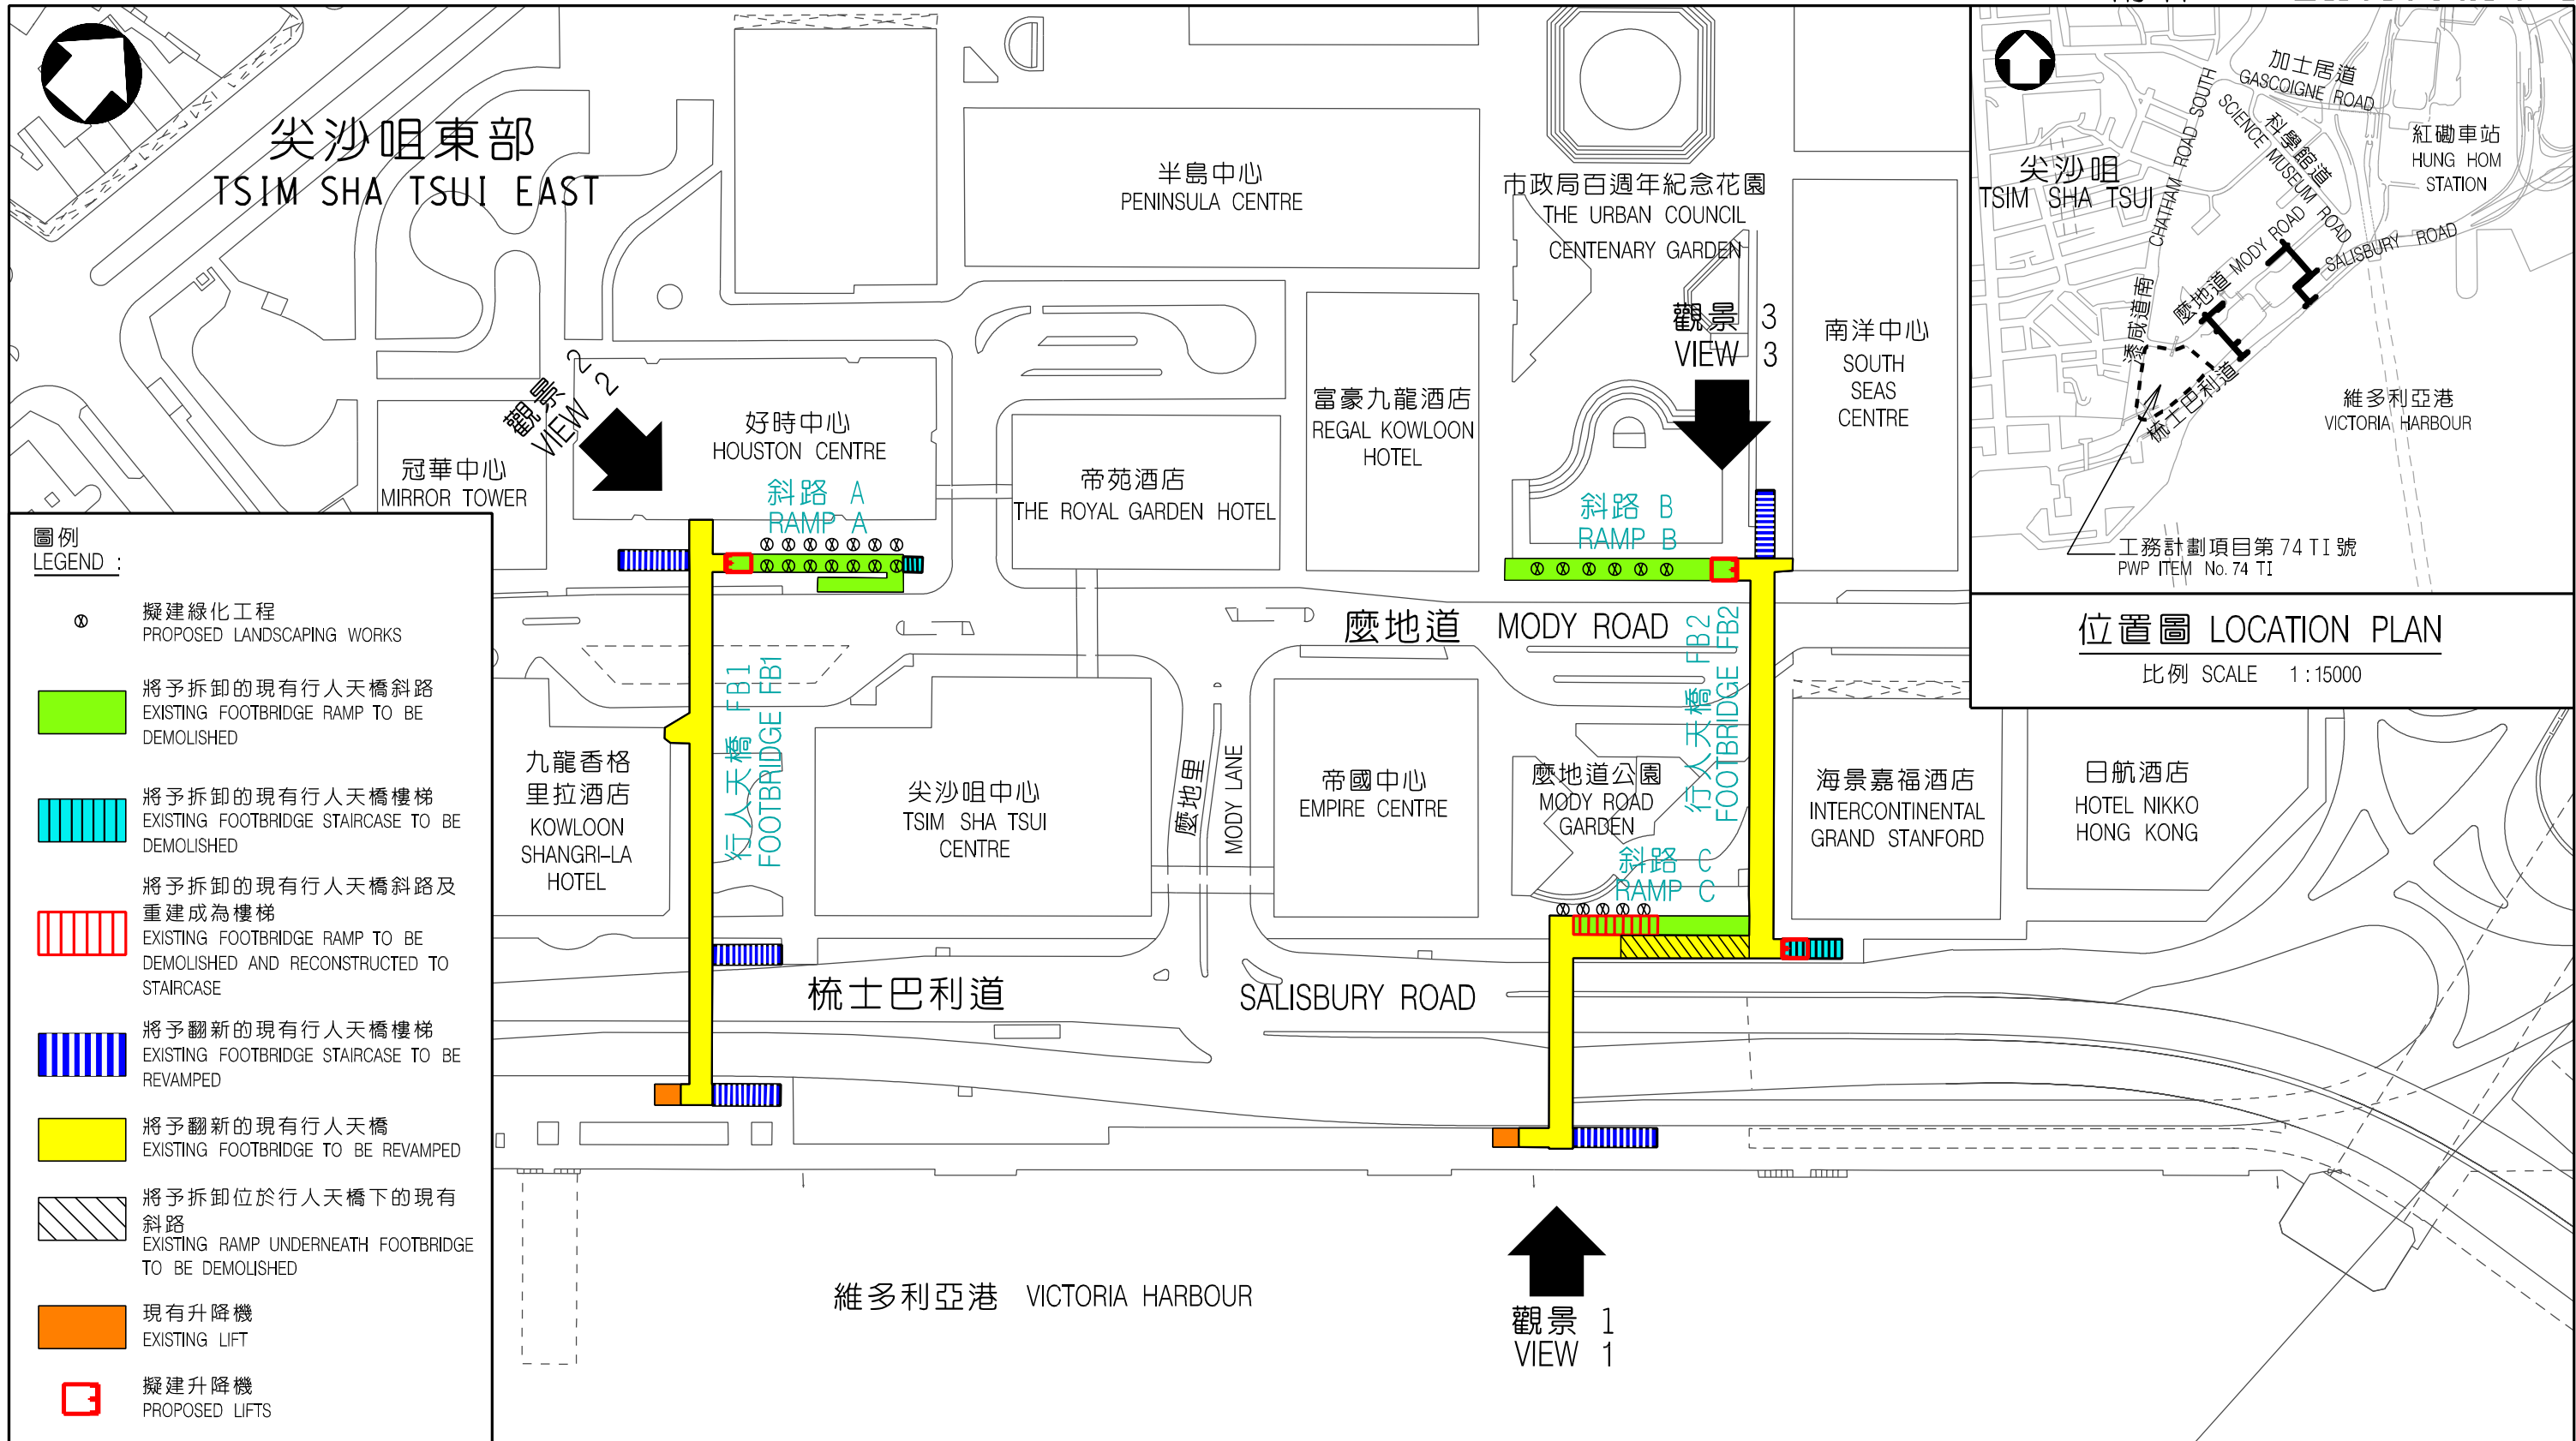 尖沙咀東部
TSIM SHA TSUI EAST
半島中心
PENINSULA CENTRE
市政局百週年紀念花園
THE URBAN COUNCIL
CENTENARY GARDEN
觀景 3
VIEW 3
南洋中心
SOUTH
SEAS
CENTRE
觀景 2
VIEW 2
好時中心
HOUSTON CENTRE
冠華中心
MIRROR TOWER
帝苑酒店
THE ROYAL GARDEN HOTEL
富豪九龍酒店
REGAL KOWLOON
HOTEL
斜路 A
RAMP A
斜路 B
RAMP B
麼地道 MODY ROAD
行人天橋 FB1
FOOTBRIDGE FB1
行人天橋 FB2
FOOTBRIDGE FB2
九龍香格
里拉酒店
KOWLOON
SHANGRI-LA
HOTEL
尖沙咀中心
TSIM SHA TSUI
CENTRE
麼地里
MODY LANE
帝國中心
EMPIRE CENTRE
麼地道公園
MODY ROAD
GARDEN
斜路 C
RAMP C
海景嘉福酒店
INTERCONTINENTAL
GRAND STANFORD
日航酒店
HOTEL NIKKO
HONG KONG
梳士巴利道 SALISBURY ROAD
維多利亞港 VICTORIA HARBOUR
觀景 1
VIEW 1
圖例
LEGEND :
擬建綠化工程
PROPOSED LANDSCAPING WORKS
將予拆卸的現有行人天橋斜路
EXISTING FOOTBRIDGE RAMP TO BE
DEMOLISHED
將予拆卸的現有行人天橋樓梯
EXISTING FOOTBRIDGE STAIRCASE TO BE
DEMOLISHED
將予拆卸的現有行人天橋斜路及
重建成為樓梯
EXISTING FOOTBRIDGE RAMP TO BE
DEMOLISHED AND RECONSTRUCTED TO
STAIRCASE
將予翻新的現有行人天橋樓梯
EXISTING FOOTBRIDGE STAIRCASE TO BE
REVAMPED
將予翻新的現有行人天橋
EXISTING FOOTBRIDGE TO BE REVAMPED
將予拆卸位於行人天橋下的現有
斜路
EXISTING RAMP UNDERNEATH FOOTBRIDGE
TO BE DEMOLISHED
現有升降機
EXISTING LIFT
擬建升降機
PROPOSED LIFTS
加士居道
GASCOIGNE ROAD
紅磡車站
HUNG HOM
STATION
科學館道
SCIENCE MUSEUM ROAD
尖沙咀
TSIM SHA TSUI
CHATHAM ROAD SOUTH
漆咸道南
麼地道 MODY ROAD
SALISBURY ROAD
梳士巴利道
維多利亞港
VICTORIA HARBOUR
工務計劃項目第 74 TI 號
PWP ITEM No. 74 TI
位置圖 LOCATION PLAN
比例 SCALE 1 : 15000